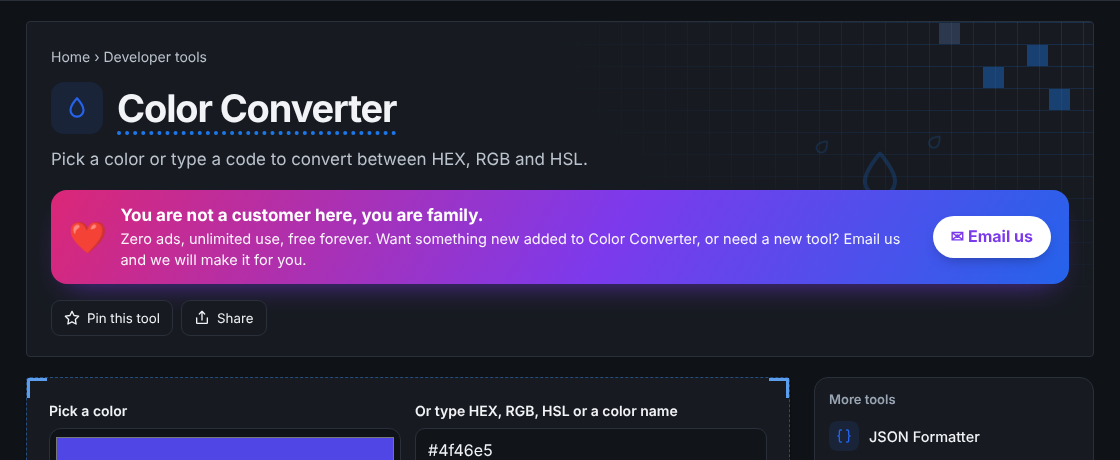 Home › Developer tools
Color Converter
Pick a color or type a code to convert between HEX, RGB and HSL.
You are not a customer here, you are family.
Zero ads, unlimited use, free forever. Want something new added to Color Converter, or need a new tool? Email us
and we will make it for you.
✉ Email us
Pin this tool
Share
Pick a color
Or type HEX, RGB, HSL or a color name
#4f46e5
More tools
{} JSON Formatter